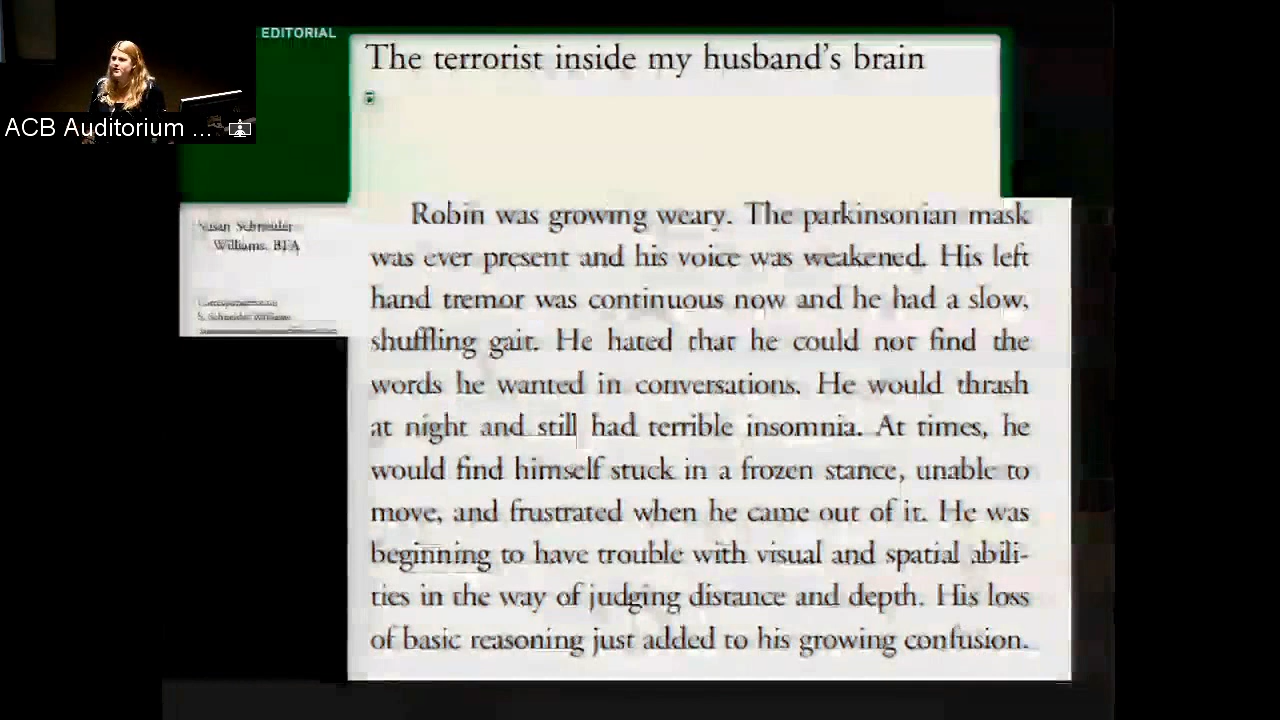 EDITORIAL
The terrorist inside my husband's brain
ACB Auditorium ...
Susan Schneider
Williams, BFA
S. Schneider Williams
Robin was growing weary. The parkinsonian mask
was ever present and his voice was weakened. His left
hand tremor was continuous now and he had a slow,
shuffling gait. He hated that he could not find the
words he wanted in conversations. He would thrash
at night and still had terrible insomnia. At times, he
would find himself stuck in a frozen stance, unable to
move, and frustrated when he came out of it. He was
beginning to have trouble with visual and spatial abili-
ties in the way of judging distance and depth. His loss
of basic reasoning just added to his growing confusion.